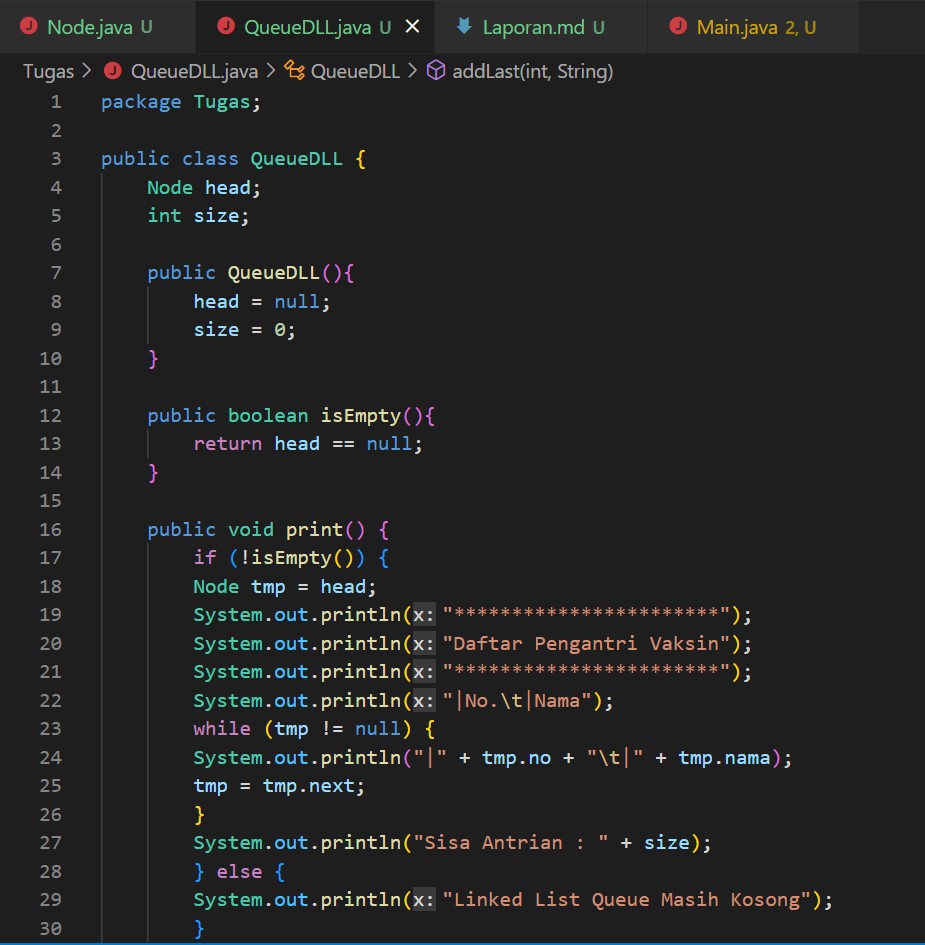 Node.java U QueueDLL.java U Laporan.md U Main.java 2, U
Tugas > QueueDLL.java > QueueDLL > addLast(int, String)
1 package Tugas;
2
3 public class QueueDLL {
4 Node head;
5 int size;
6
7 public QueueDLL(){
8 head = null;
9 size = 0;
10 }
11
12 public boolean isEmpty(){
13 return head == null;
14 }
15
16 public void print() {
17 if (!isEmpty()) {
18 Node tmp = head;
19 System.out.println(x: "***********************");
20 System.out.println(x: "Daftar Pengantri Vaksin");
21 System.out.println(x: "***********************");
22 System.out.println(x: "|No.\t|Nama");
23 while (tmp != null) {
24 System.out.println("|" + tmp.no + "\t|" + tmp.nama);
25 tmp = tmp.next;
26 }
27 System.out.println("Sisa Antrian : " + size);
28 } else {
29 System.out.println(x: "Linked List Queue Masih Kosong");
30 }